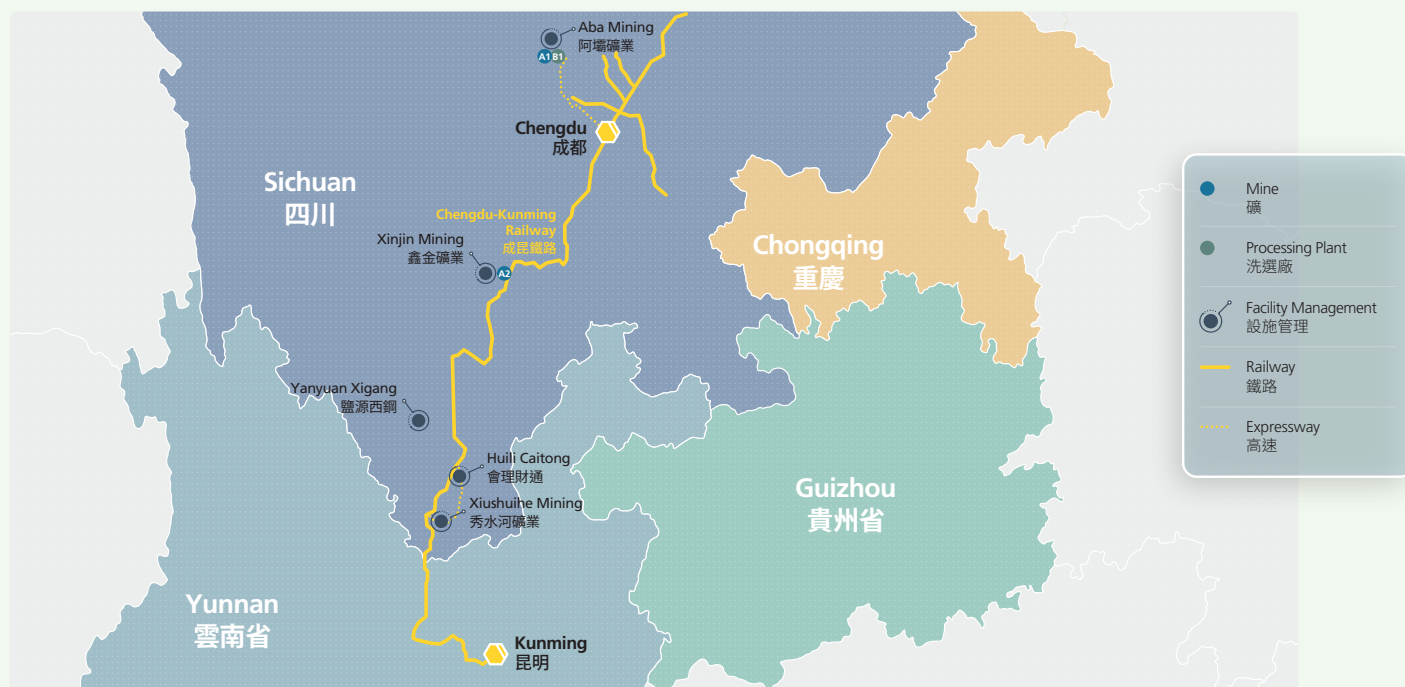 Aba Mining
阿壩礦業
A1 B1
Chengdu
成都
Sichuan
四川
Chengdu-Kunming
Railway
成昆鐵路
Xinjin Mining
鑫金礦業
A2
Chongqing
重慶
Yanyuan Xigang
鹽源西鋼
Huili Caitong
會理財通
Xiushuihe Mining
秀水河礦業
Guizhou
貴州省
Yunnan
雲南省
Kunming
昆明
Mine
礦
Processing Plant
洗選廠
Facility Management
設施管理
Railway
鐵路
Expressway
高速